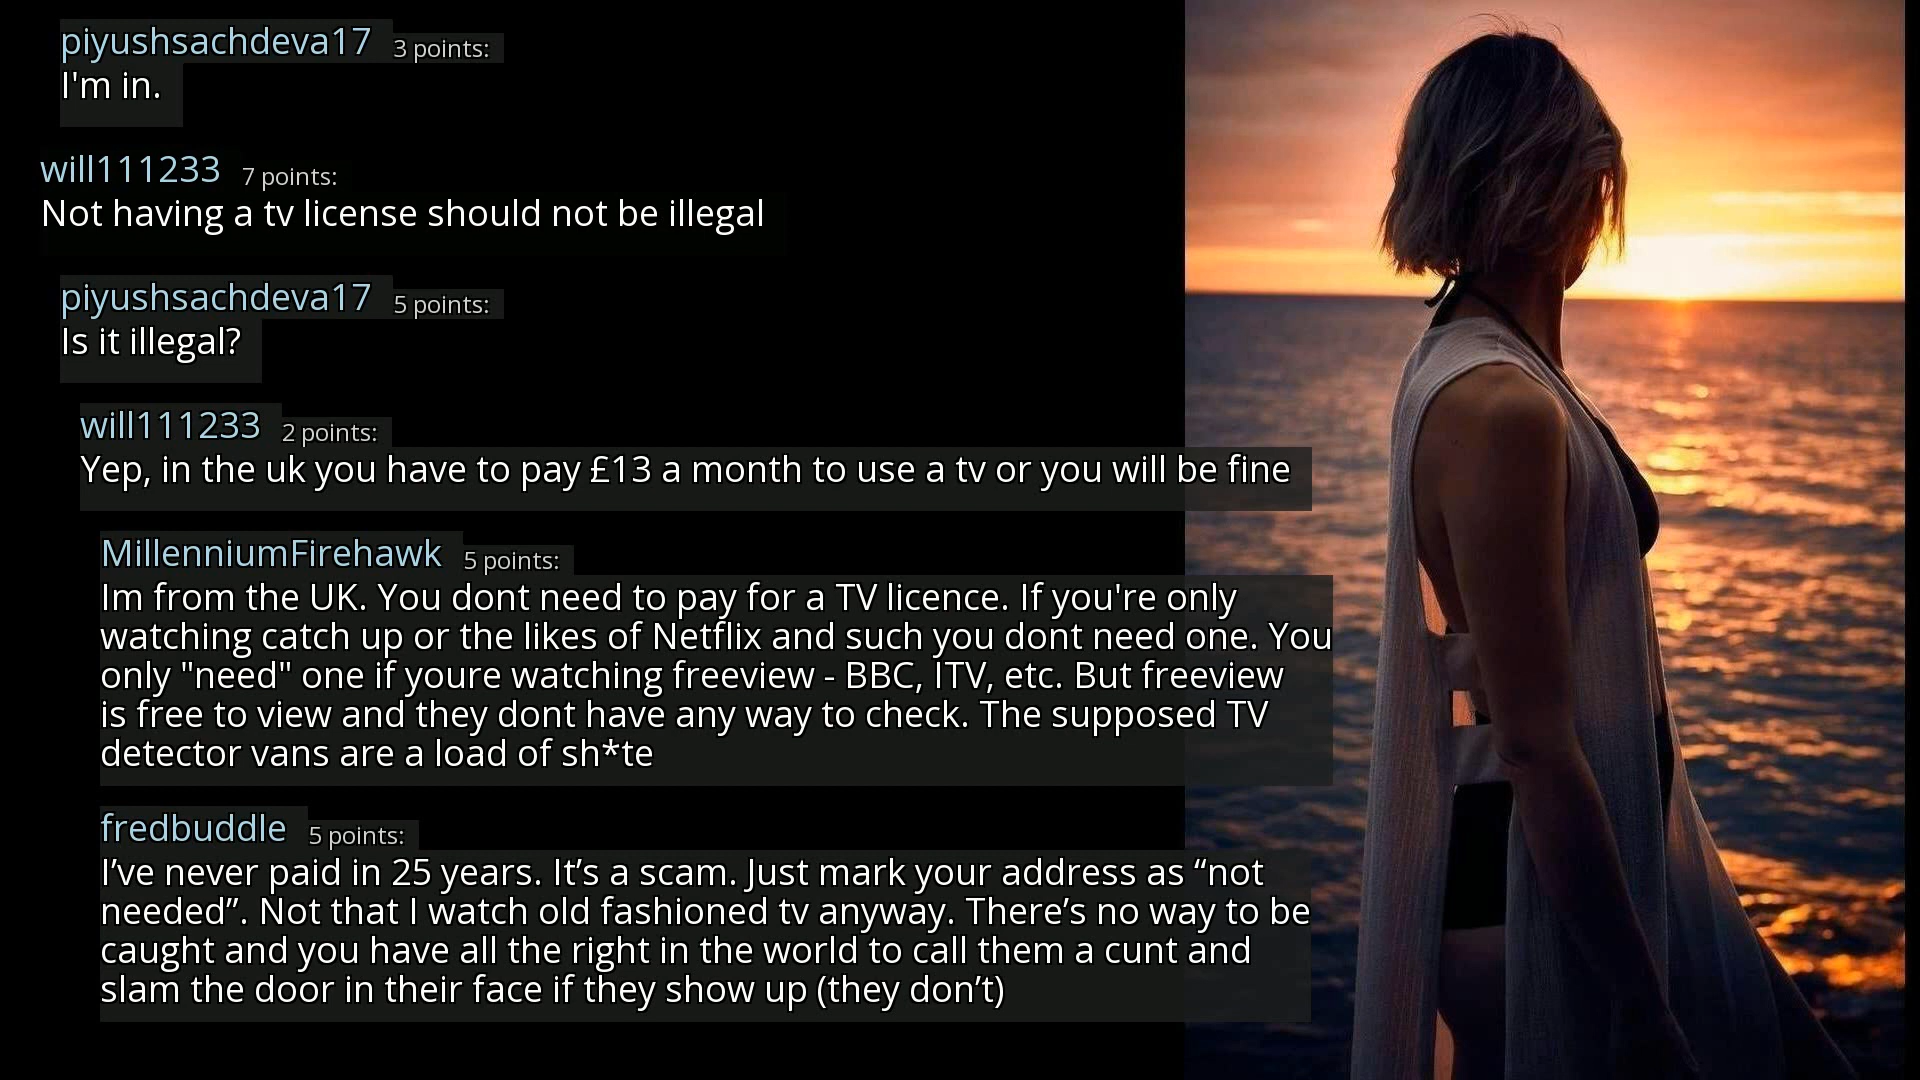 piyushsachdeva17 3 points:
I'm in.
will111233 7 points:
Not having a tv license should not be illegal
piyushsachdeva17 5 points:
Is it illegal?
will111233 2 points:
Yep, in the uk you have to pay £13 a month to use a tv or you will be fine
MillenniumFirehawk 5 points:
Im from the UK. You dont need to pay for a TV licence. If you're only
watching catch up or the likes of Netflix and such you dont need one. You
only "need" one if youre watching freeview - BBC, ITV, etc. But freeview
is free to view and they dont have any way to check. The supposed TV
detector vans are a load of sh*te
fredbuddle 5 points:
I’ve never paid in 25 years. It’s a scam. Just mark your address as “not
needed”. Not that I watch old fashioned tv anyway. There’s no way to be
caught and you have all the right in the world to call them a cunt and
slam the door in their face if they show up (they don’t)